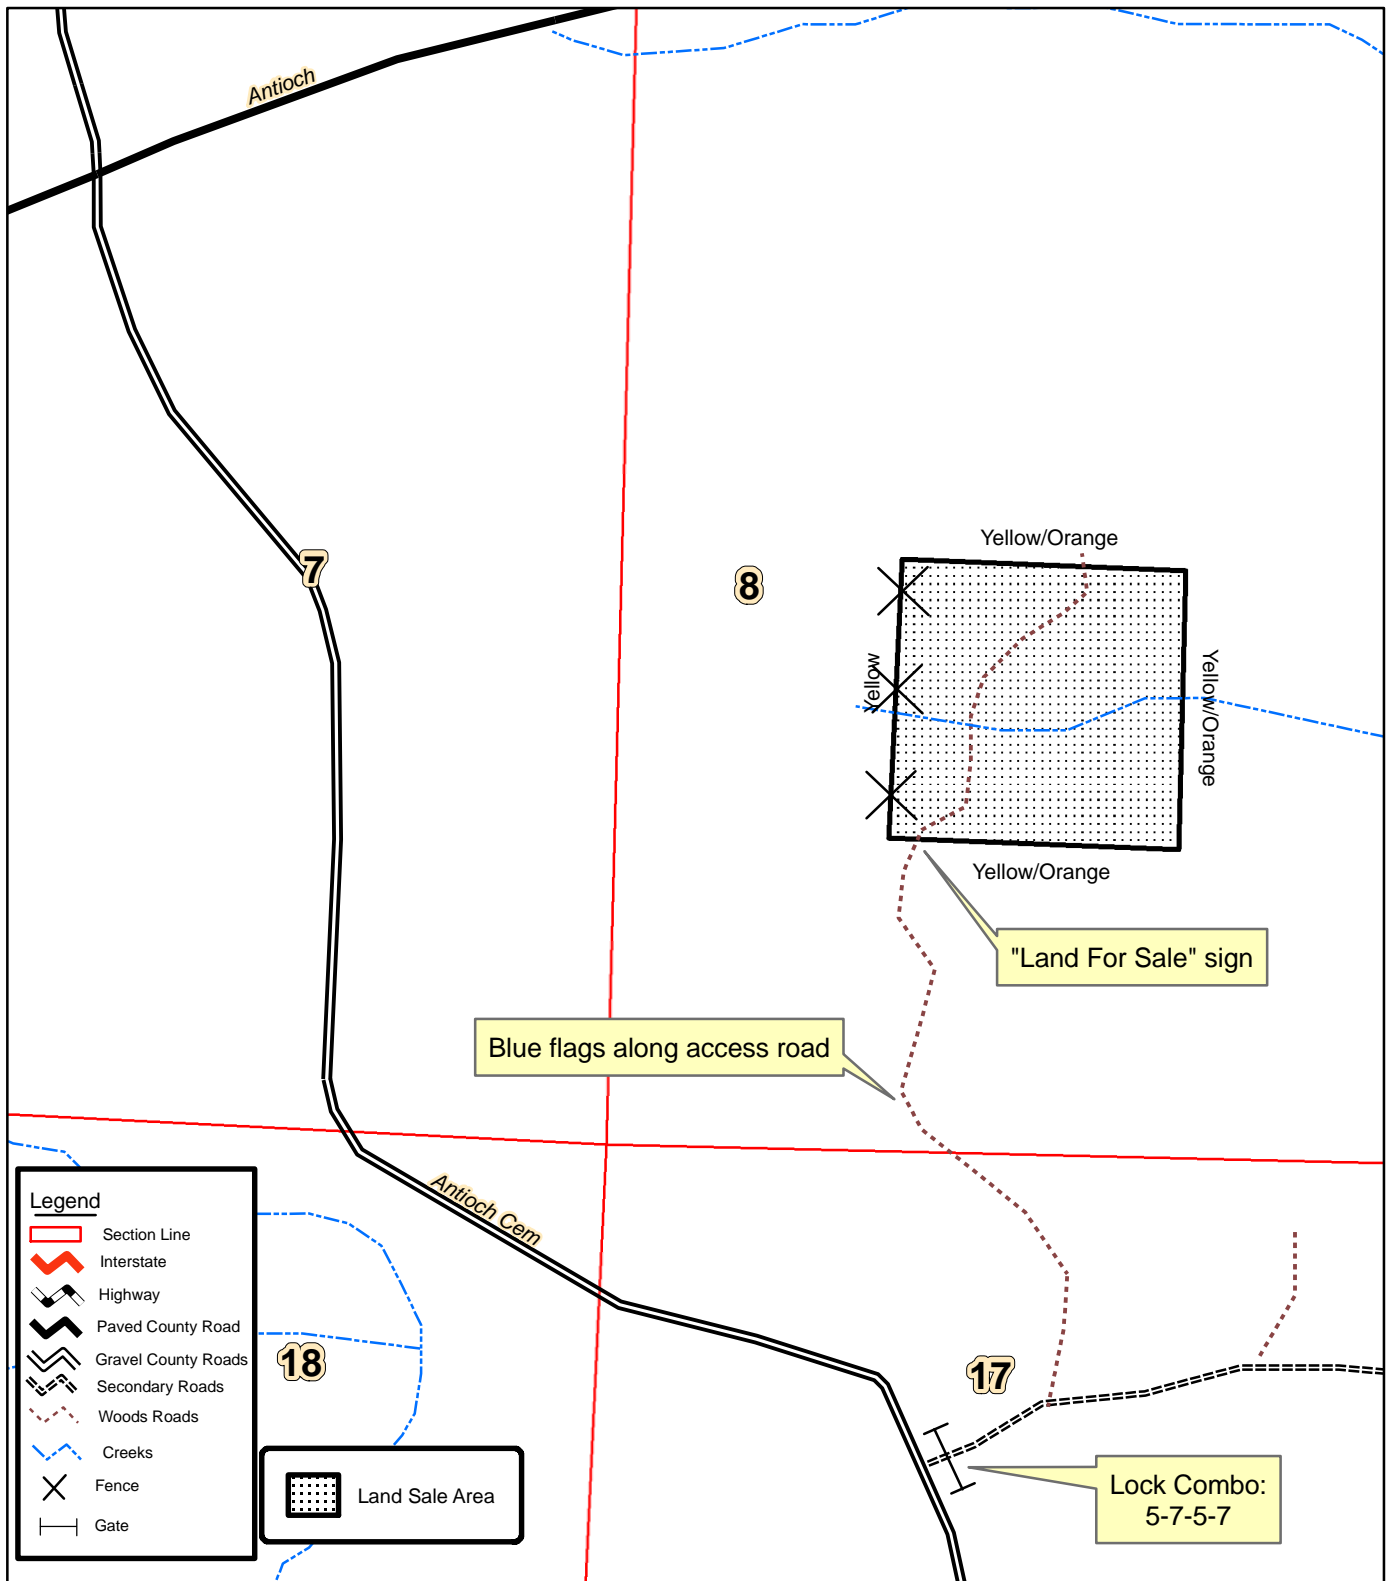 Antioch
7
8
Yellow/Orange
Yellow
Yellow/Orange
Yellow/Orange
"Land For Sale" sign
Blue flags along access road
Antioch Cem
18
17
Lock Combo:
5-7-5-7
Legend
Section Line
Interstate
Highway
Paved County Road
Gravel County Roads
Secondary Roads
Woods Roads
Creeks
Fence
Gate
Land Sale Area